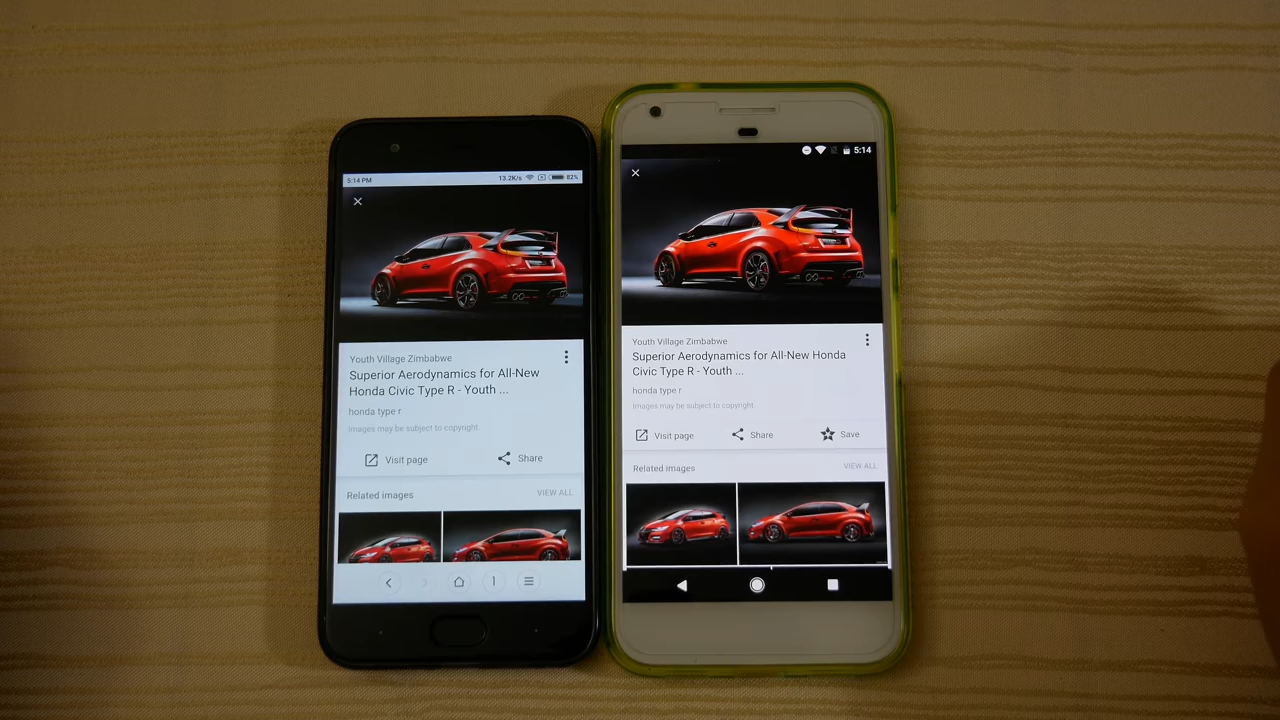 5:14 PM
13.2K/s
82%
Youth Village Zimbabwe
Superior Aerodynamics for All-New
Honda Civic Type R - Youth ...
honda type r
Images may be subject to copyright.
Visit page
Share
Related images
VIEW ALL
1
5:14
Youth Village Zimbabwe
Superior Aerodynamics for All-New Honda
Civic Type R - Youth ...
honda type r
Images may be subject to copyright.
Visit page
Share
Save
Related images
VIEW ALL